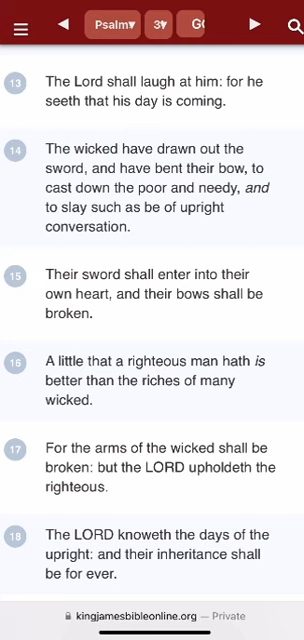 Psalm▾ 3▾ G
13 The Lord shall laugh at him: for he
seeth that his day is coming.
14 The wicked have drawn out the
sword, and have bent their bow, to
cast down the poor and needy, and
to slay such as be of upright
conversation.
15 Their sword shall enter into their
own heart, and their bows shall be
broken.
16 A little that a righteous man hath is
better than the riches of many
wicked.
17 For the arms of the wicked shall be
broken: but the LORD upholdeth the
righteous.
18 The LORD knoweth the days of the
upright: and their inheritance shall
be for ever.
kingjamesbibleonline.org — Private